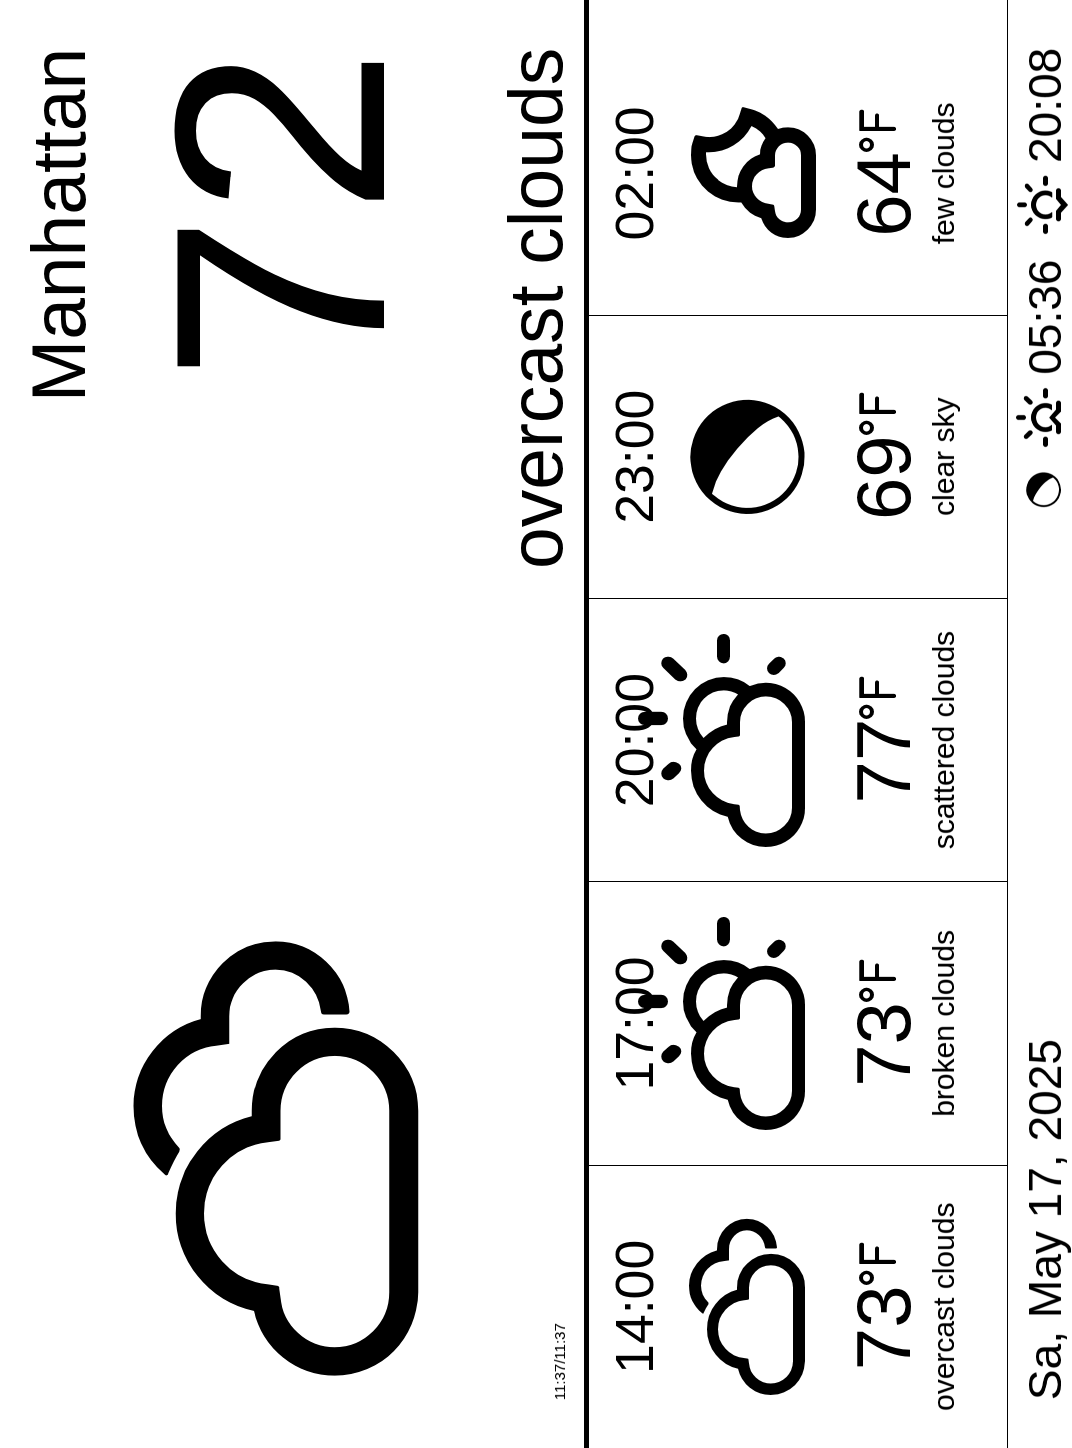 Manhattan
72
overcast clouds
11:37/11:37
14:00
73°F
overcast clouds
17:00
73°F
broken clouds
20:00
77°F
scattered clouds
23:00
69°F
clear sky
02:00
64°F
few clouds
Sa, May 17, 2025
05:36
20:08